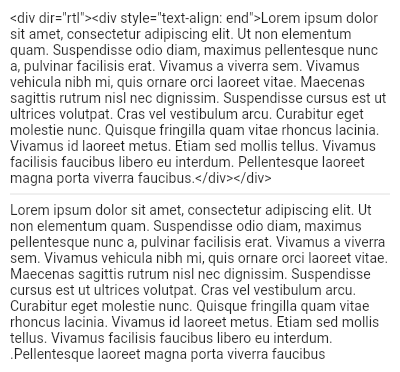 <div dir="rtl"><div style="text-align: end">Lorem ipsum dolor
sit amet, consectetur adipiscing elit. Ut non elementum
quam. Suspendisse odio diam, maximus pellentesque nunc
a, pulvinar facilisis erat. Vivamus a viverra sem. Vivamus
vehicula nibh mi, quis ornare orci laoreet vitae. Maecenas
sagittis rutrum nisl nec dignissim. Suspendisse cursus est ut
ultrices volutpat. Cras vel vestibulum arcu. Curabitur eget
molestie nunc. Quisque fringilla quam vitae rhoncus lacinia.
Vivamus id laoreet metus. Etiam sed mollis tellus. Vivamus
facilisis faucibus libero eu interdum. Pellentesque laoreet
magna porta viverra faucibus.</div></div>
Lorem ipsum dolor sit amet, consectetur adipiscing elit. Ut
non elementum quam. Suspendisse odio diam, maximus
pellentesque nunc a, pulvinar facilisis erat. Vivamus a viverra
sem. Vivamus vehicula nibh mi, quis ornare orci laoreet vitae.
Maecenas sagittis rutrum nisl nec dignissim. Suspendisse
cursus est ut ultrices volutpat. Cras vel vestibulum arcu.
Curabitur eget molestie nunc. Quisque fringilla quam vitae
rhoncus lacinia. Vivamus id laoreet metus. Etiam sed mollis
tellus. Vivamus facilisis faucibus libero eu interdum.
.Pellentesque laoreet magna porta viverra faucibus